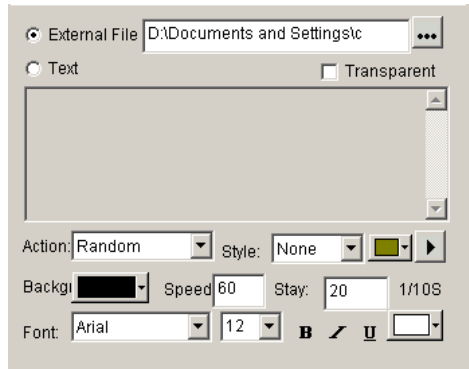 External File D:\Documents and Settings\c ...
Text Transparent
Action: Random Style: None
Backgr Speed 60 Stay: 20 1/10S
Font: Arial 12 B I U